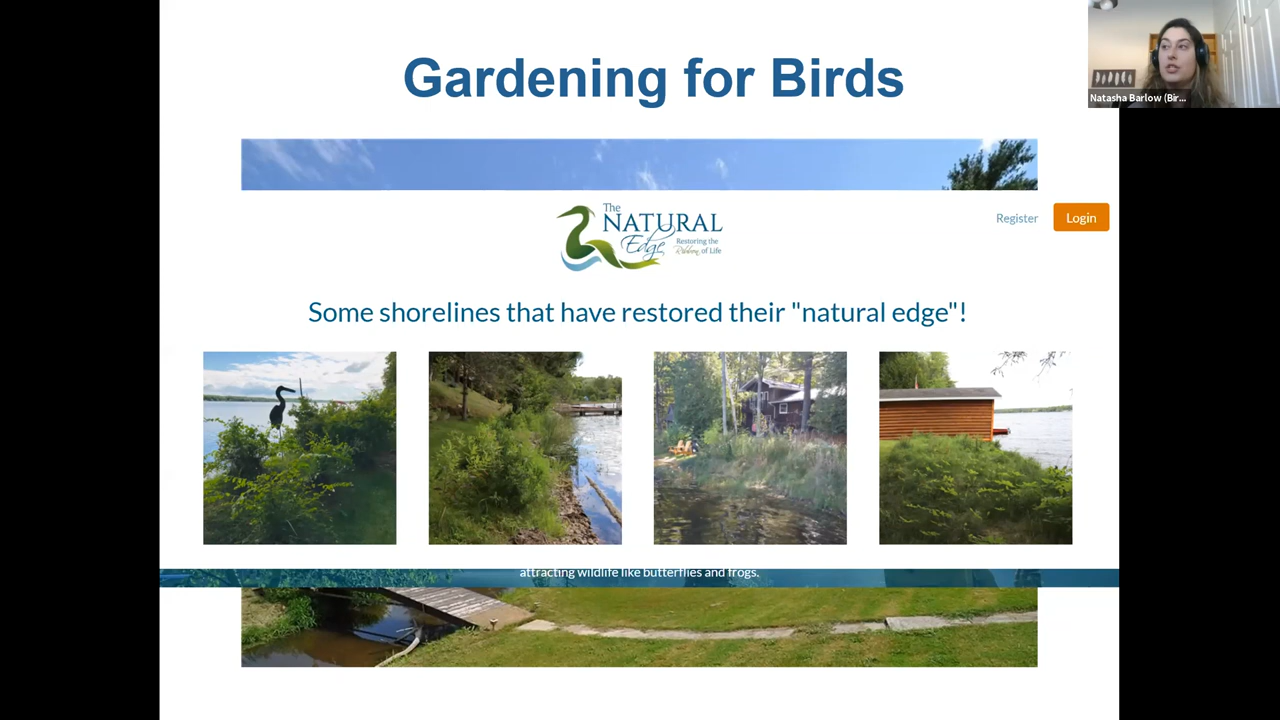 Gardening for Birds
Natasha Barlow (Bir...
The
NATURAL
Edge
Restoring the
Ribbon of Life
Register
Login
Some shorelines that have restored their "natural edge"!
attracting wildlife like butterflies and frogs.